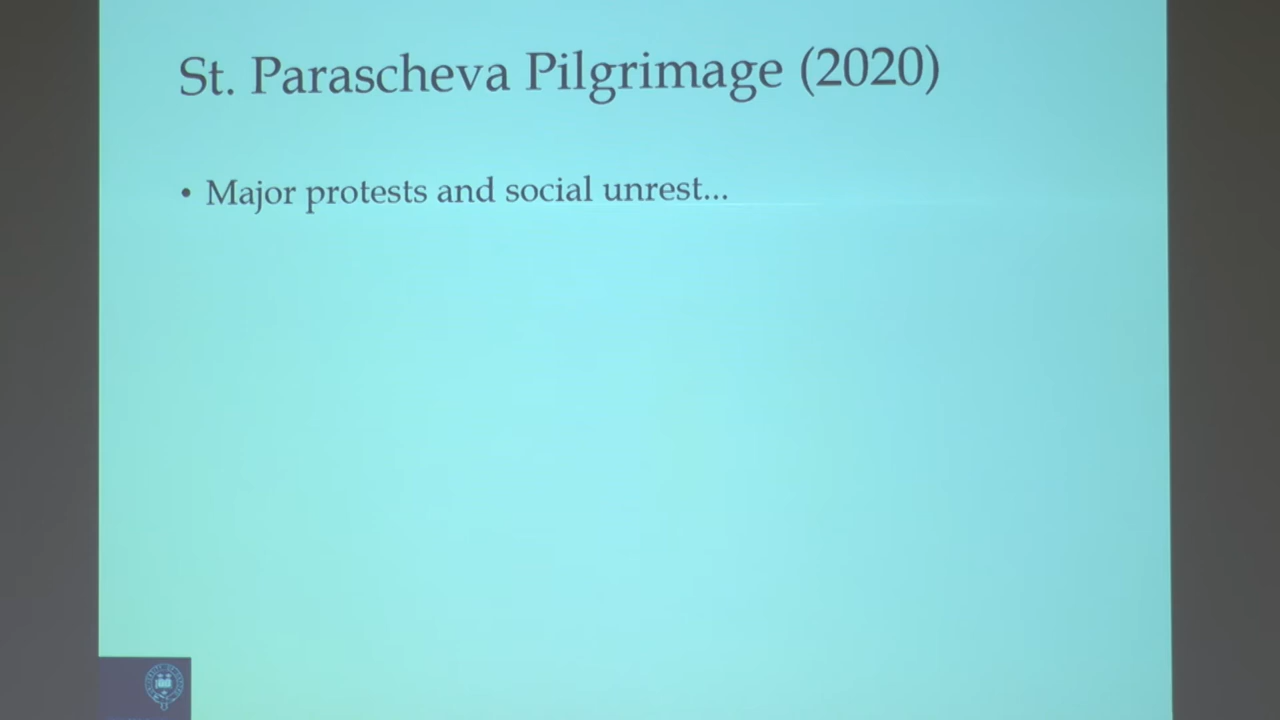 St. Parascheva Pilgrimage (2020)
• Major protests and social unrest...